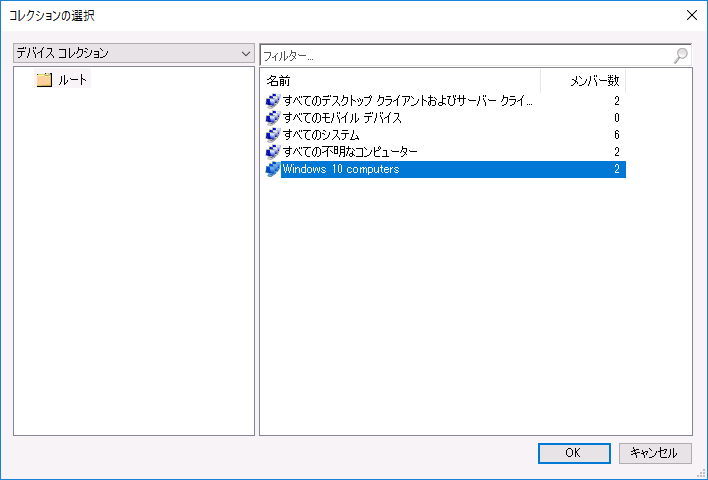 コレクションの選択
デバイス コレクション
フィルター...
ルート
名前 メンバー数
すべてのデスクトップ クライアントおよびサーバー クライ... 2
すべてのモバイル デバイス 0
すべてのシステム 6
すべての不明なコンピューター 2
Windows 10 computers 2
OK キャンセル